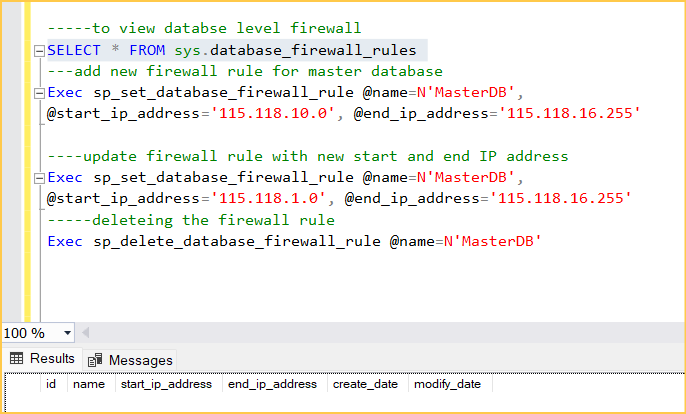 -----to view databse level firewall
SELECT * FROM sys.database_firewall_rules
---add new firewall rule for master database
Exec sp_set_database_firewall_rule @name=N'MasterDB',
@start_ip_address='115.118.10.0', @end_ip_address='115.118.16.255'
----update firewall rule with new start and end IP address
Exec sp_set_database_firewall_rule @name=N'MasterDB',
@start_ip_address='115.118.1.0', @end_ip_address='115.118.16.255'
-----deleteing the firewall rule
Exec sp_delete_database_firewall_rule @name=N'MasterDB'
100 %
Results Messages
id name start_ip_address end_ip_address create_date modify_date